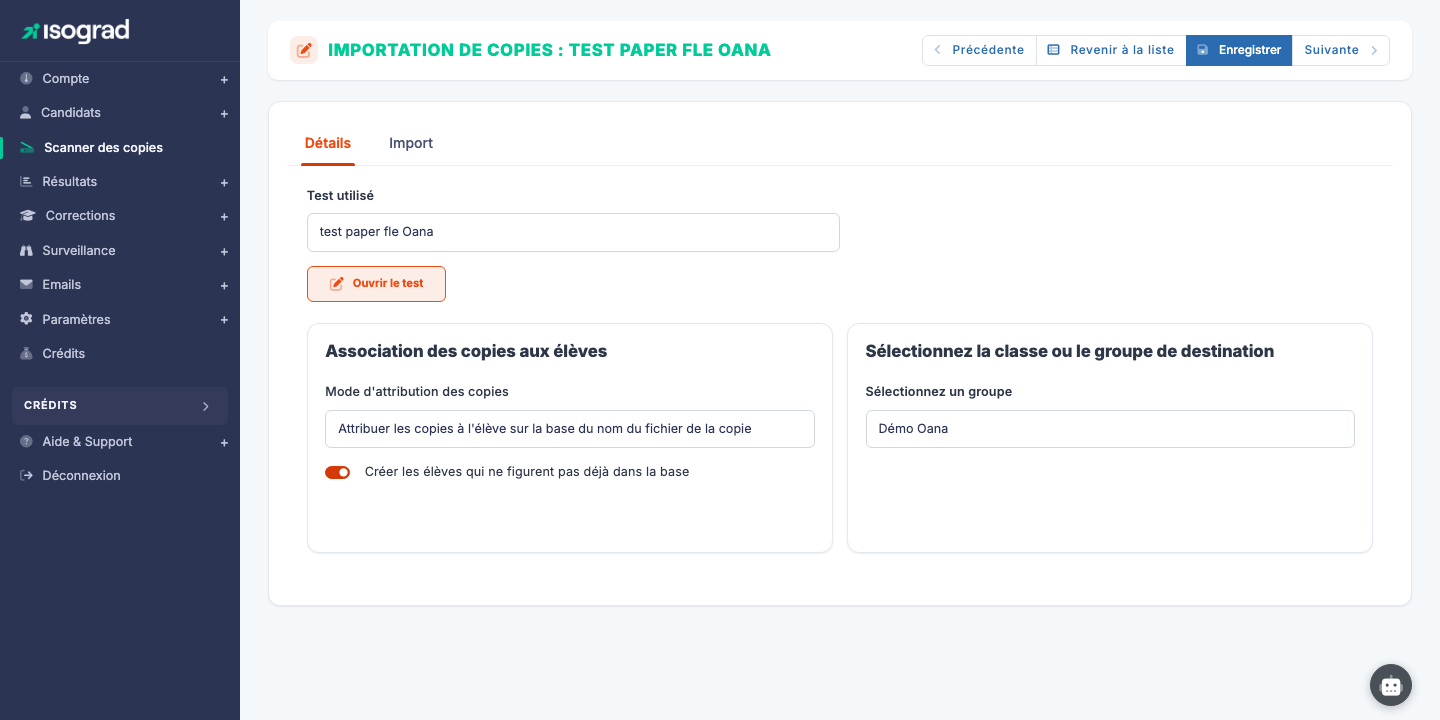 isograd
Compte +
Candidats +
Scanner des copies
Résultats +
Corrections +
Surveillance +
Emails +
Paramètres +
Crédits
CRÉDITS
Aide & Support +
Déconnexion
IMPORTATION DE COPIES : TEST PAPER FLE OANA
Précédente
Revenir à la liste
Enregistrer
Suivante
Détails
Import
Test utilisé
test paper fle Oana
Ouvrir le test
Association des copies aux élèves
Mode d'attribution des copies
Attribuer les copies à l'élève sur la base du nom du fichier de la copie
Créer les élèves qui ne figurent pas déjà dans la base
Sélectionnez la classe ou le groupe de destination
Sélectionnez un groupe
Démo Oana